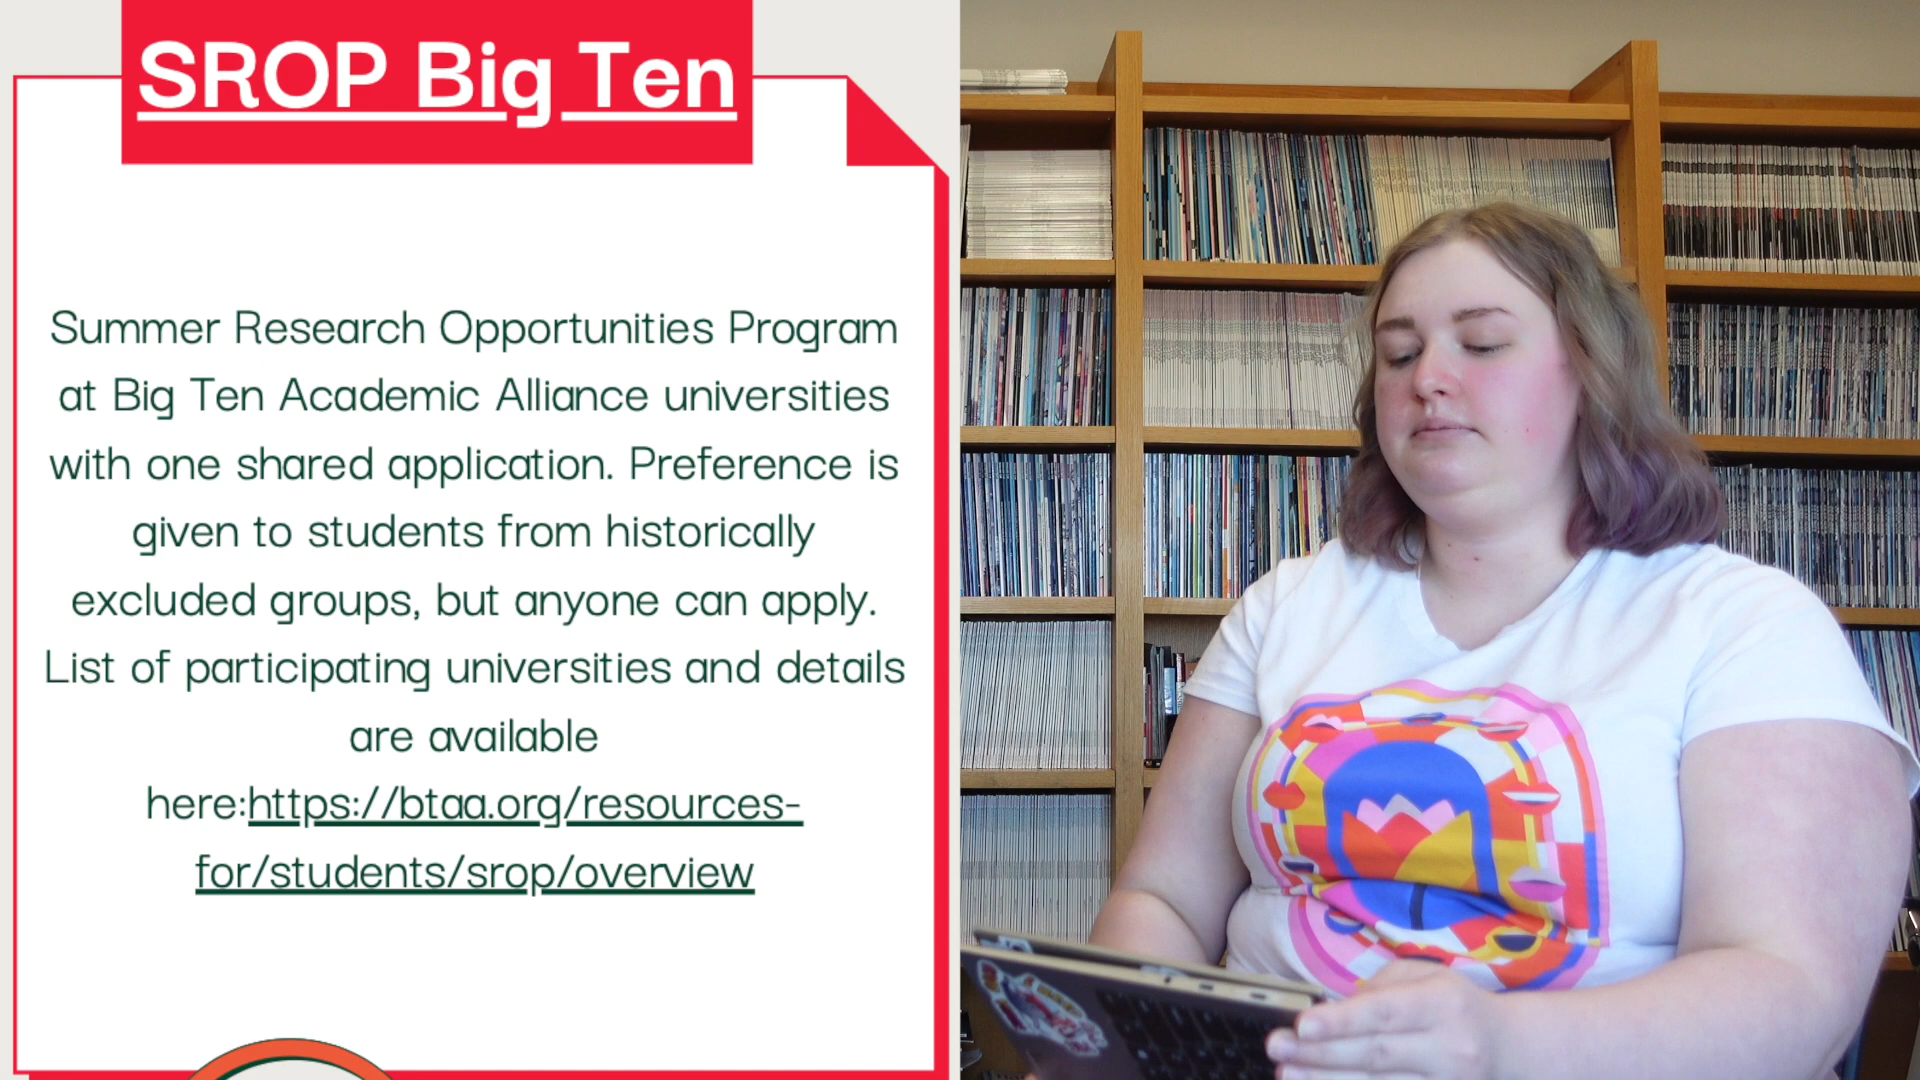 SROP Big Ten
Summer Research Opportunities Program
at Big Ten Academic Alliance universities
with one shared application. Preference is
given to students from historically
excluded groups, but anyone can apply.
List of participating universities and details
are available
here:https://btaa.org/resources-
for/students/srop/overview